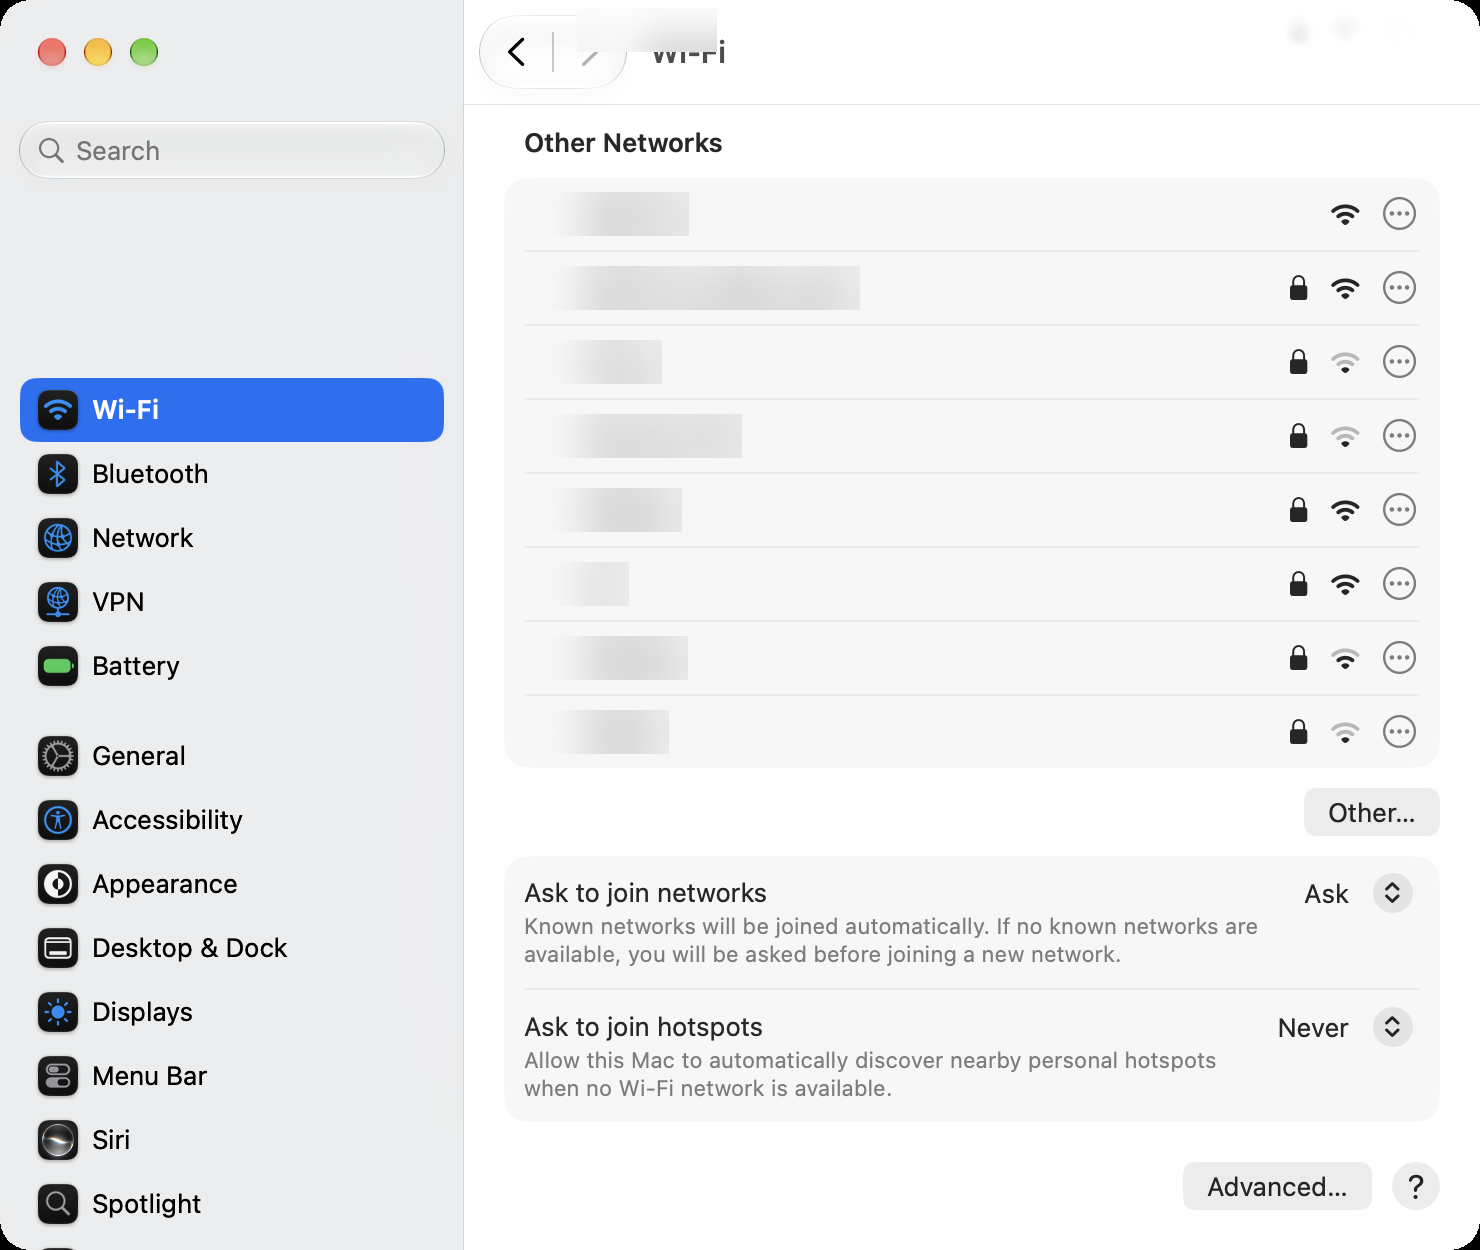 Wi-Fi
Search
Other Networks
Wi-Fi
Bluetooth
Network
VPN
Battery
General
Accessibility
Appearance
Desktop & Dock
Displays
Menu Bar
Siri
Spotlight
Other...
Ask to join networks
Ask
Known networks will be joined automatically. If no known networks are
available, you will be asked before joining a new network.
Ask to join hotspots
Never
Allow this Mac to automatically discover nearby personal hotspots
when no Wi-Fi network is available.
Advanced...
?